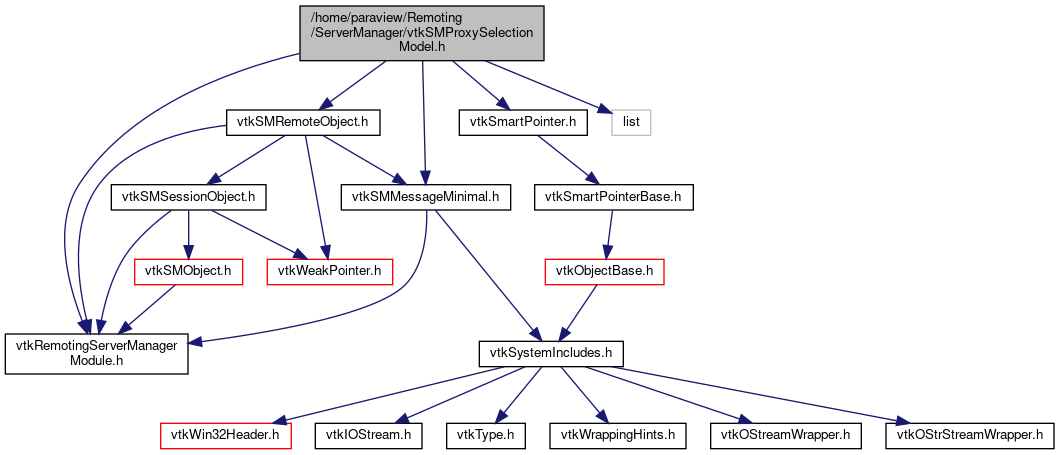 /home/paraview/Remoting
/ServerManager/vtkSMProxySelection
Model.h
vtkSMRemoteObject.h
vtkSmartPointer.h
list
vtkSMSessionObject.h
vtkSMMessageMinimal.h
vtkSmartPointerBase.h
vtkSMObject.h
vtkWeakPointer.h
vtkObjectBase.h
vtkRemotingServerManager
Module.h
vtkSystemIncludes.h
vtkWin32Header.h
vtkIOStream.h
vtkType.h
vtkWrappingHints.h
vtkOStreamWrapper.h
vtkOStrStreamWrapper.h